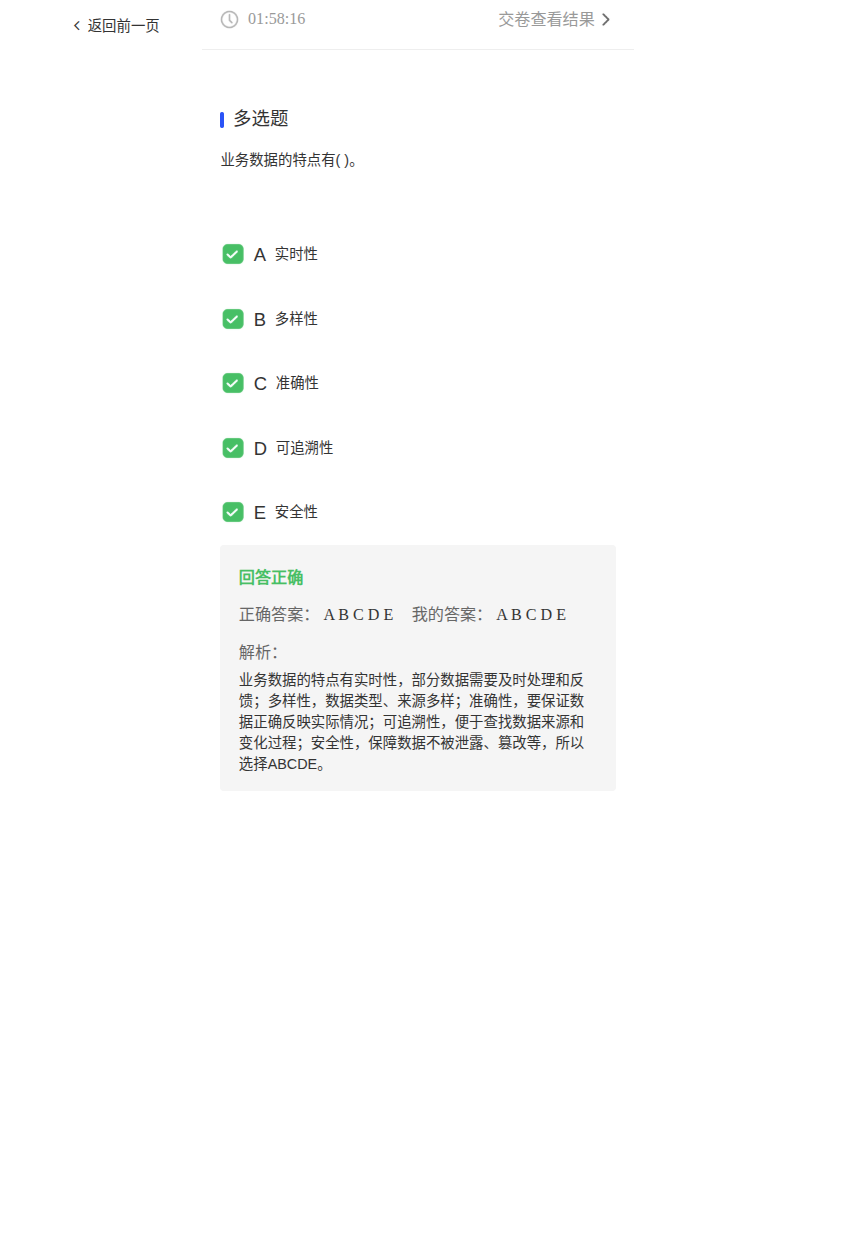 返回前一页
01:58:16 交卷查看结果
多选题
业务数据的特点有( )。
A 实时性
B 多样性
C 准确性
D 可追溯性
E 安全性
回答正确
正确答案： A B C D E 我的答案： A B C D E
解析：
业务数据的特点有实时性，部分数据需要及时处理和反
馈；多样性，数据类型、来源多样；准确性，要保证数
据正确反映实际情况；可追溯性，便于查找数据来源和
变化过程；安全性，保障数据不被泄露、篡改等，所以
选择ABCDE。